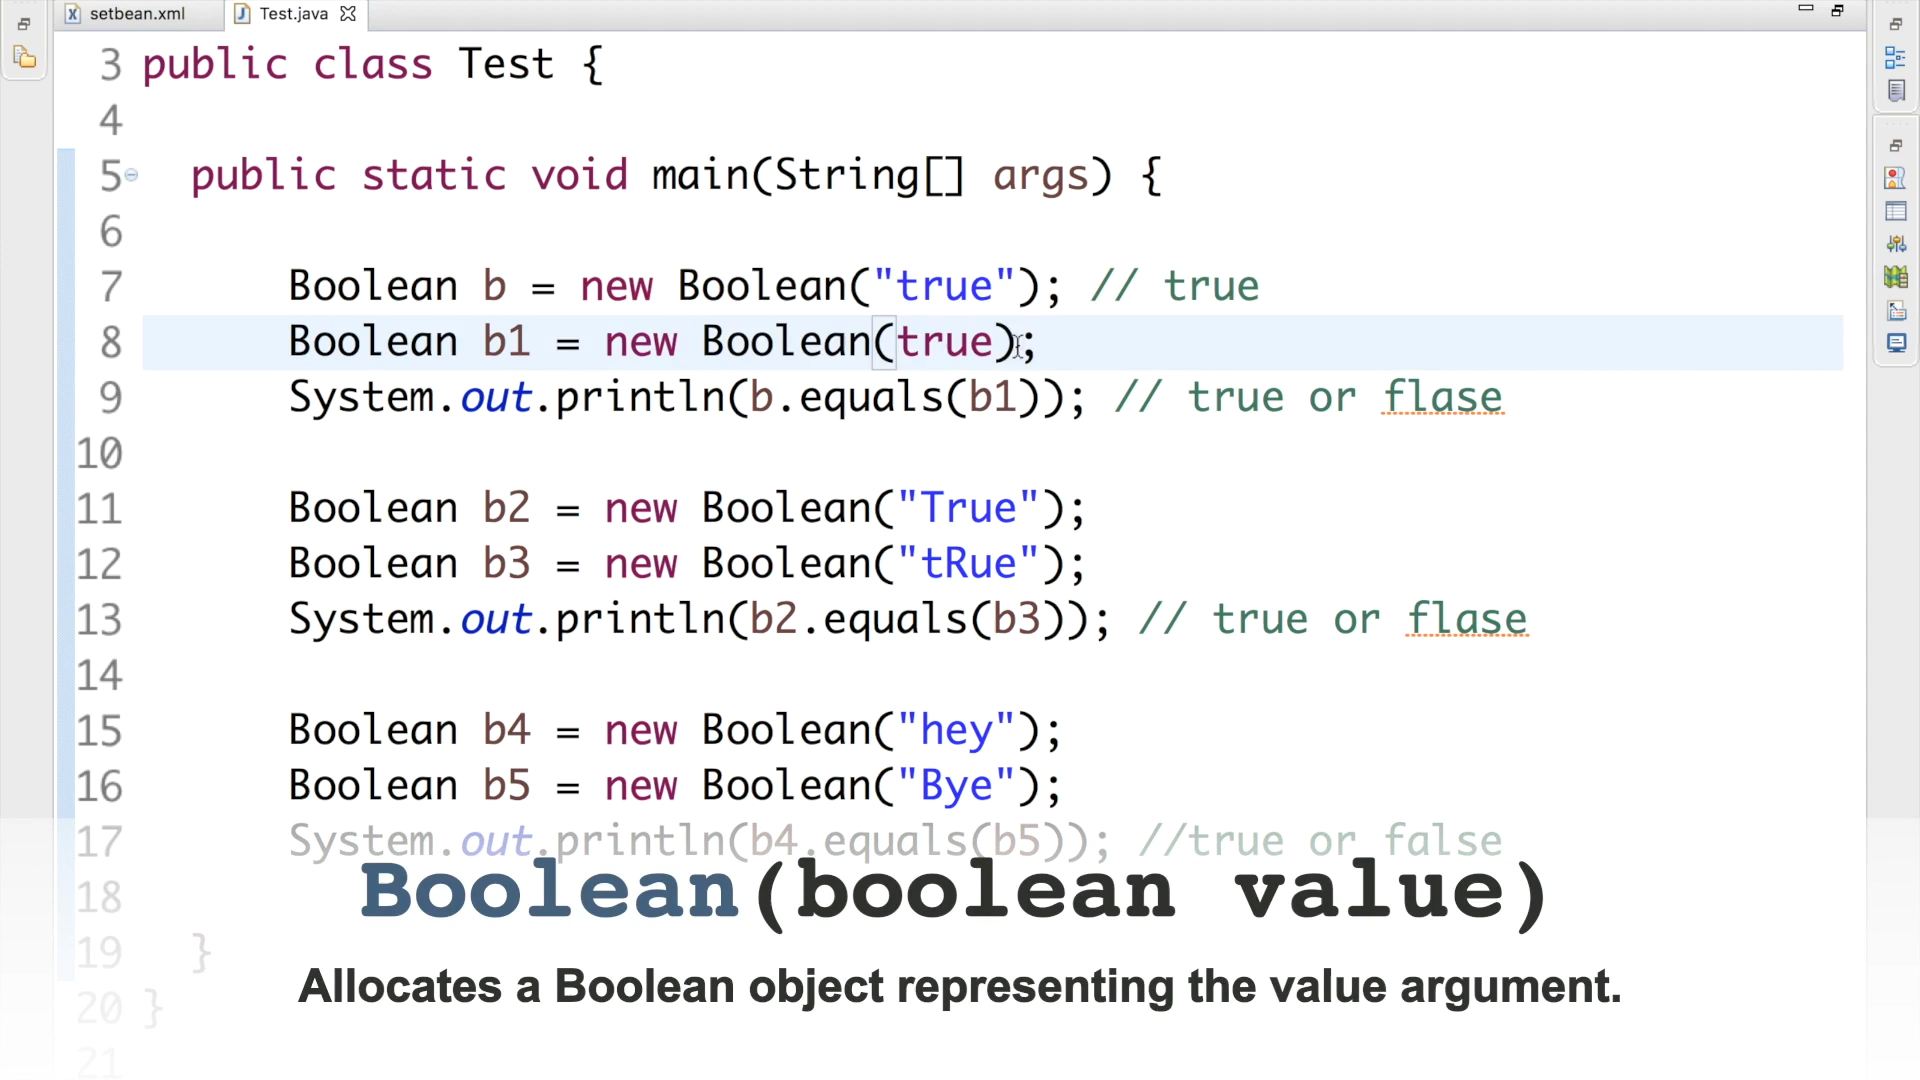 setbean.xml
Test.java
3 public class Test {
4
5 public static void main(String[] args) {
6
7 Boolean b = new Boolean("true"); // true
8 Boolean b1 = new Boolean(true);
9 System.out.println(b.equals(b1)); // true or flase
10
11 Boolean b2 = new Boolean("True");
12 Boolean b3 = new Boolean("tRue");
13 System.out.println(b2.equals(b3)); // true or flase
14
15 Boolean b4 = new Boolean("hey");
16 Boolean b5 = new Boolean("Bye");
17 System.out.println(b4.equals(b5)); //true or false
18
19 }
20 }
21
Boolean(boolean value)
Allocates a Boolean object representing the value argument.